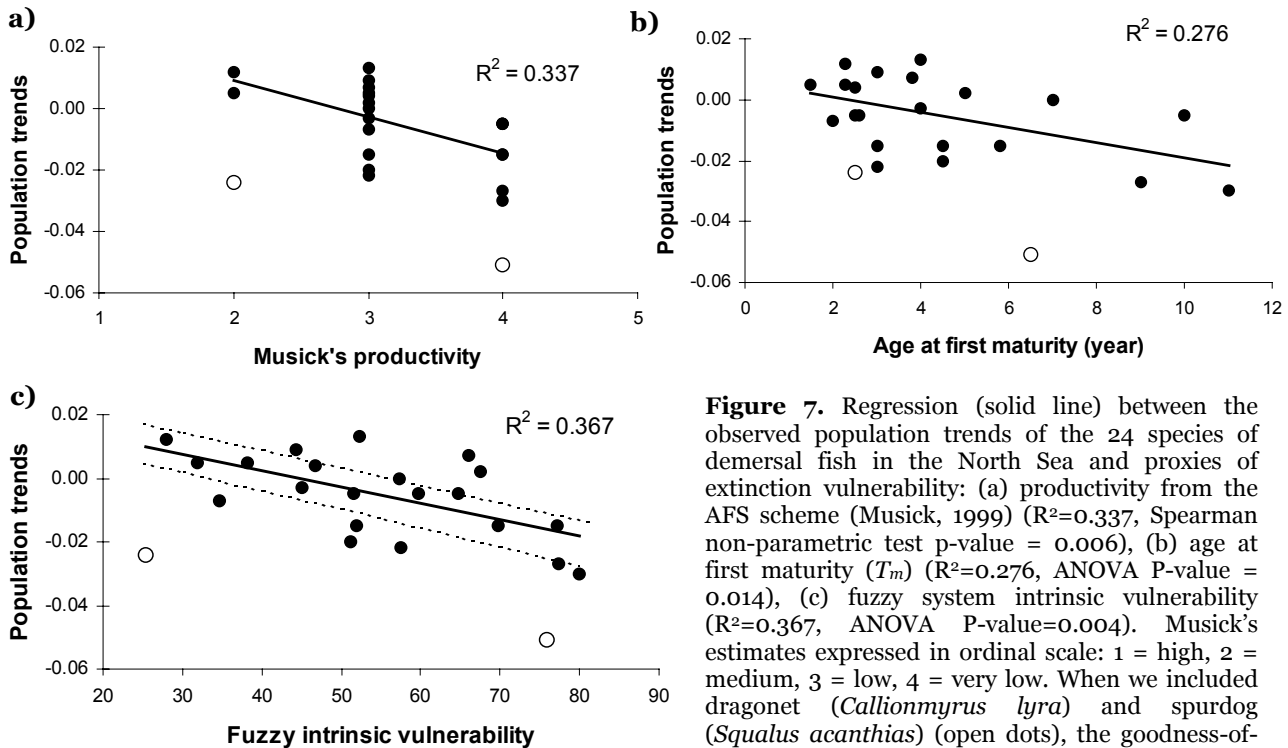 a)
R² = 0.337
0.02
0.00
-0.02
-0.04
-0.06
Population trends
1 2 3 4 5
Musick's productivity
b)
R² = 0.276
0.02
0.00
-0.02
-0.04
-0.06
Population trends
0 2 4 6 8 10 12
Age at first maturity (year)
c)
R² = 0.367
0.02
0.00
-0.02
-0.04
-0.06
Population trends
20 30 40 50 60 70 80 90
Fuzzy intrinsic vulnerability
Figure 7. Regression (solid line) between the
observed population trends of the 24 species of
demersal fish in the North Sea and proxies of
extinction vulnerability: (a) productivity from the
AFS scheme (Musick, 1999) (R²=0.337, Spearman
non-parametric test p-value = 0.006), (b) age at
first maturity (Tm) (R²=0.276, ANOVA P-value =
0.014), (c) fuzzy system intrinsic vulnerability
(R²=0.367, ANOVA P-value=0.004). Musick's
estimates expressed in ordinal scale: 1 = high, 2 =
medium, 3 = low, 4 = very low. When we included
dragonet (Callionmyrus lyra) and spurdog
(Squalus acanthias) (open dots), the goodness-of-